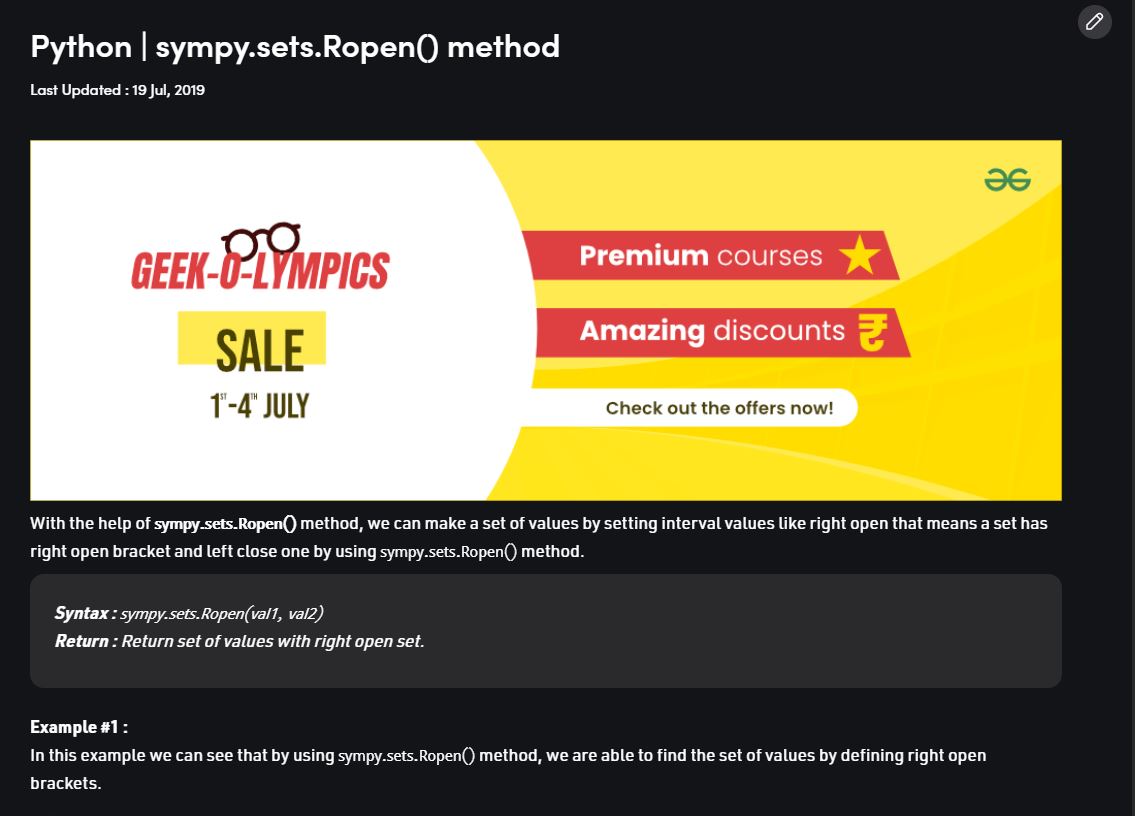 Python | sympy.sets.Ropen() method
Last Updated : 19 Jul, 2019
GEEK-O-LYMPICS
SALE
1ST-4TH JULY
Premium courses
Amazing discounts ₹
Check out the offers now!
With the help of sympy.sets.Ropen() method, we can make a set of values by setting interval values like right open that means a set has
right open bracket and left close one by using sympy.sets.Ropen() method.
Syntax : sympy.sets.Ropen(val1, val2)
Return : Return set of values with right open set.
Example #1 :
In this example we can see that by using sympy.sets.Ropen() method, we are able to find the set of values by defining right open
brackets.